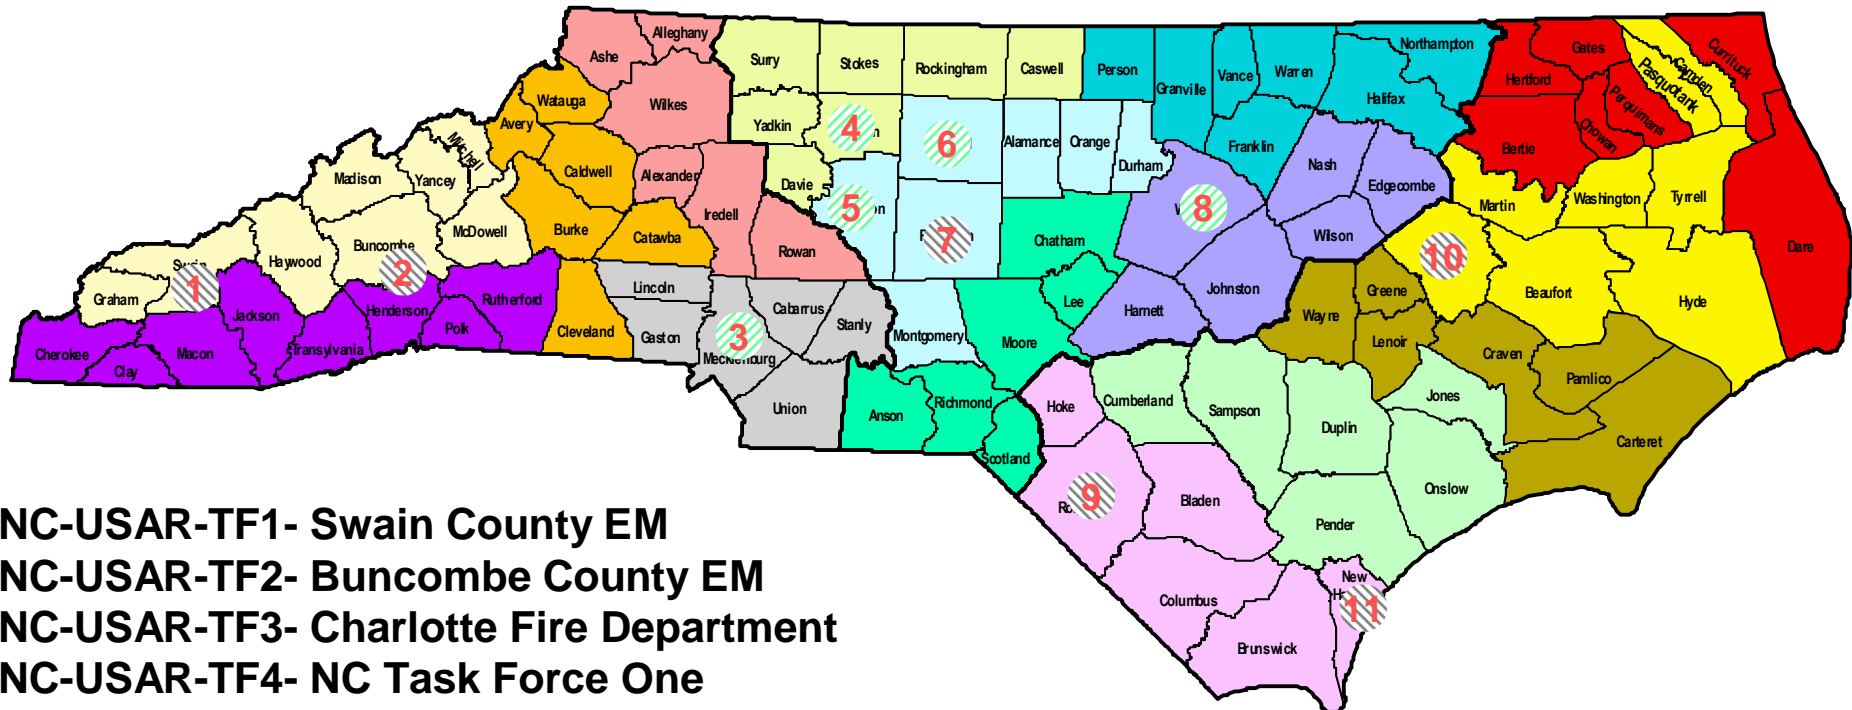 Alleghany
Ashe
Surry
Stokes
Rockingham
Caswell
Person
Granville
Vance
Warren
Northampton
Halifax
Gates
Hertford
Currituck
Camden
Pasquotank
Perquimans
Chowan
Bertie
Watauga
Wilkes
Avery
Yadkin
4
6
Alamance
Orange
Durham
Franklin
Nash
Edgecombe
Mitchell
Madison
Yancey
Caldwell
Alexander
Davie
Iredell
5
7
8
Martin
Washington
Tyrrell
Dare
Buncombe
McDowell
Burke
Catawba
Rowan
Chatham
Wilson
10
Swain
Haywood
1
2
Graham
Jackson
Henderson
Rutherford
Lincoln
Cabarrus
Stanly
Lee
Harnett
Johnston
Greene
Wayre
Beaufort
Hyde
Cherokee
Clay
Macon
Transylvania
Polk
Cleveland
Gaston
3
Mecklenburg
Montgomery
Moore
Lenoir
Craven
Pamlico
Union
Anson
Richmond
Scotland
Hoke
Cumberland
Sampson
Duplin
Jones
Carteret
Onslow
9
Bladen
Pender
Columbus
New
11
Brunswick
NC-USAR-TF1- Swain County EM
NC-USAR-TF2- Buncombe County EM
NC-USAR-TF3- Charlotte Fire Department
NC-USAR-TF4- NC Task Force One